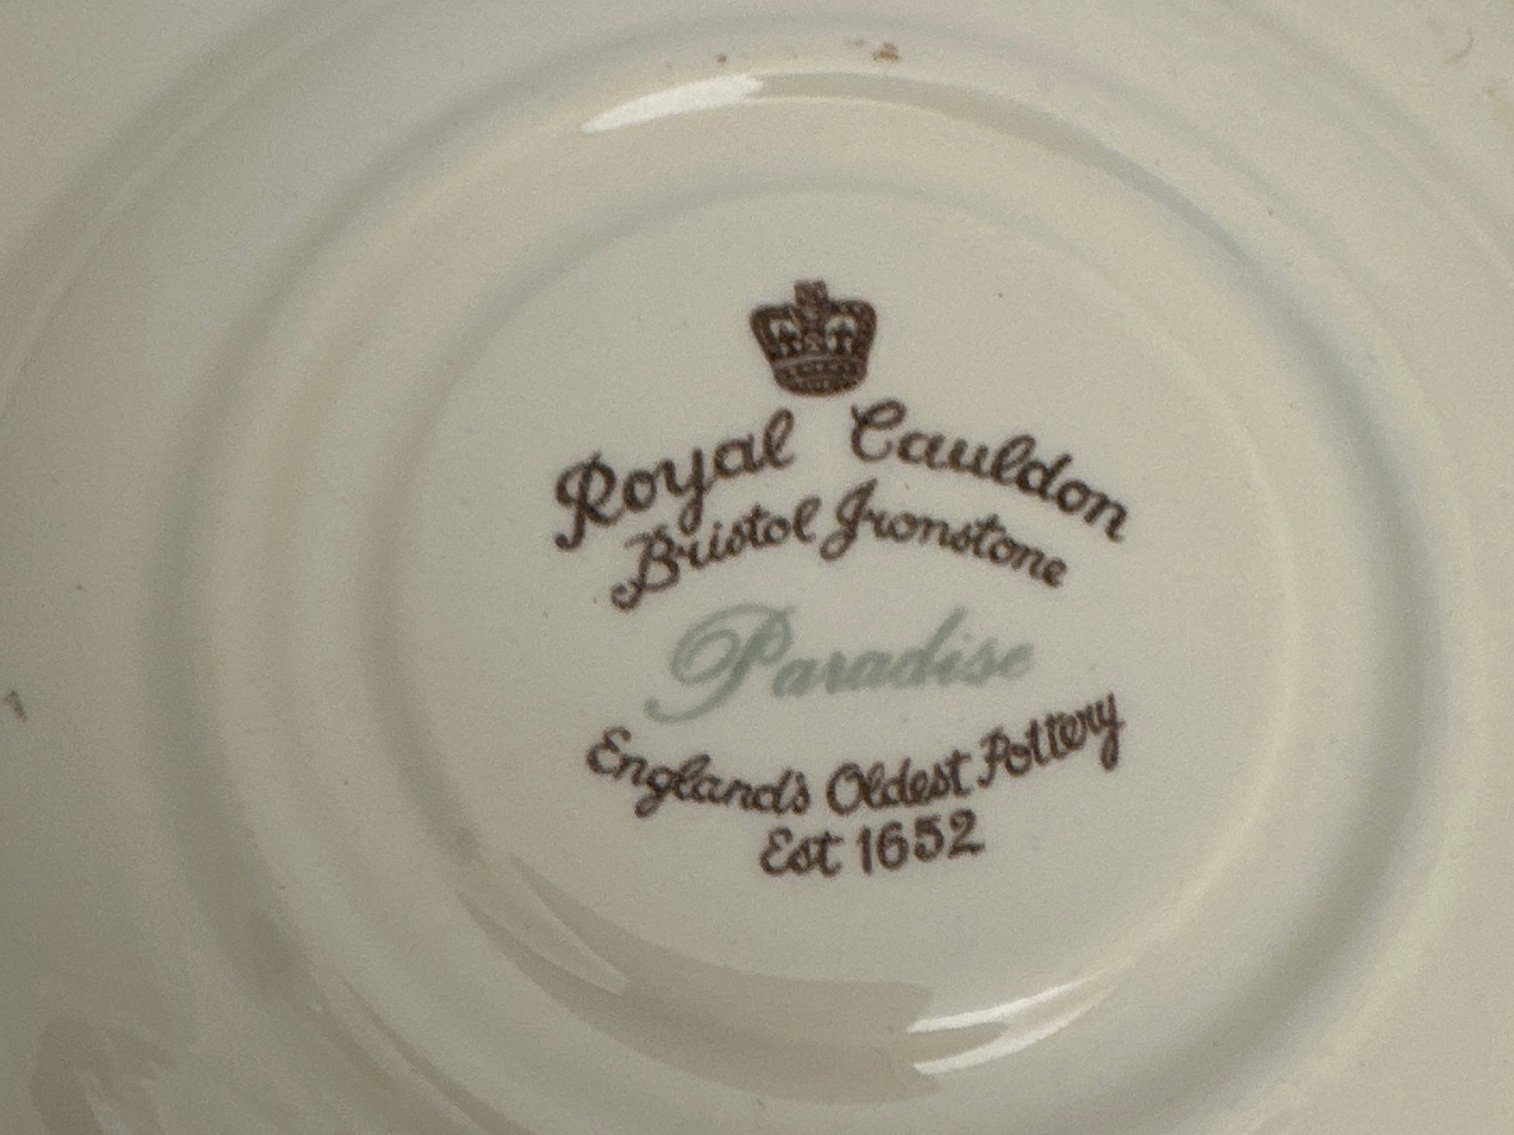 Royal Cauldon
Bristol Ironstone
Paradise
England's Oldest Pottery
Est 1652